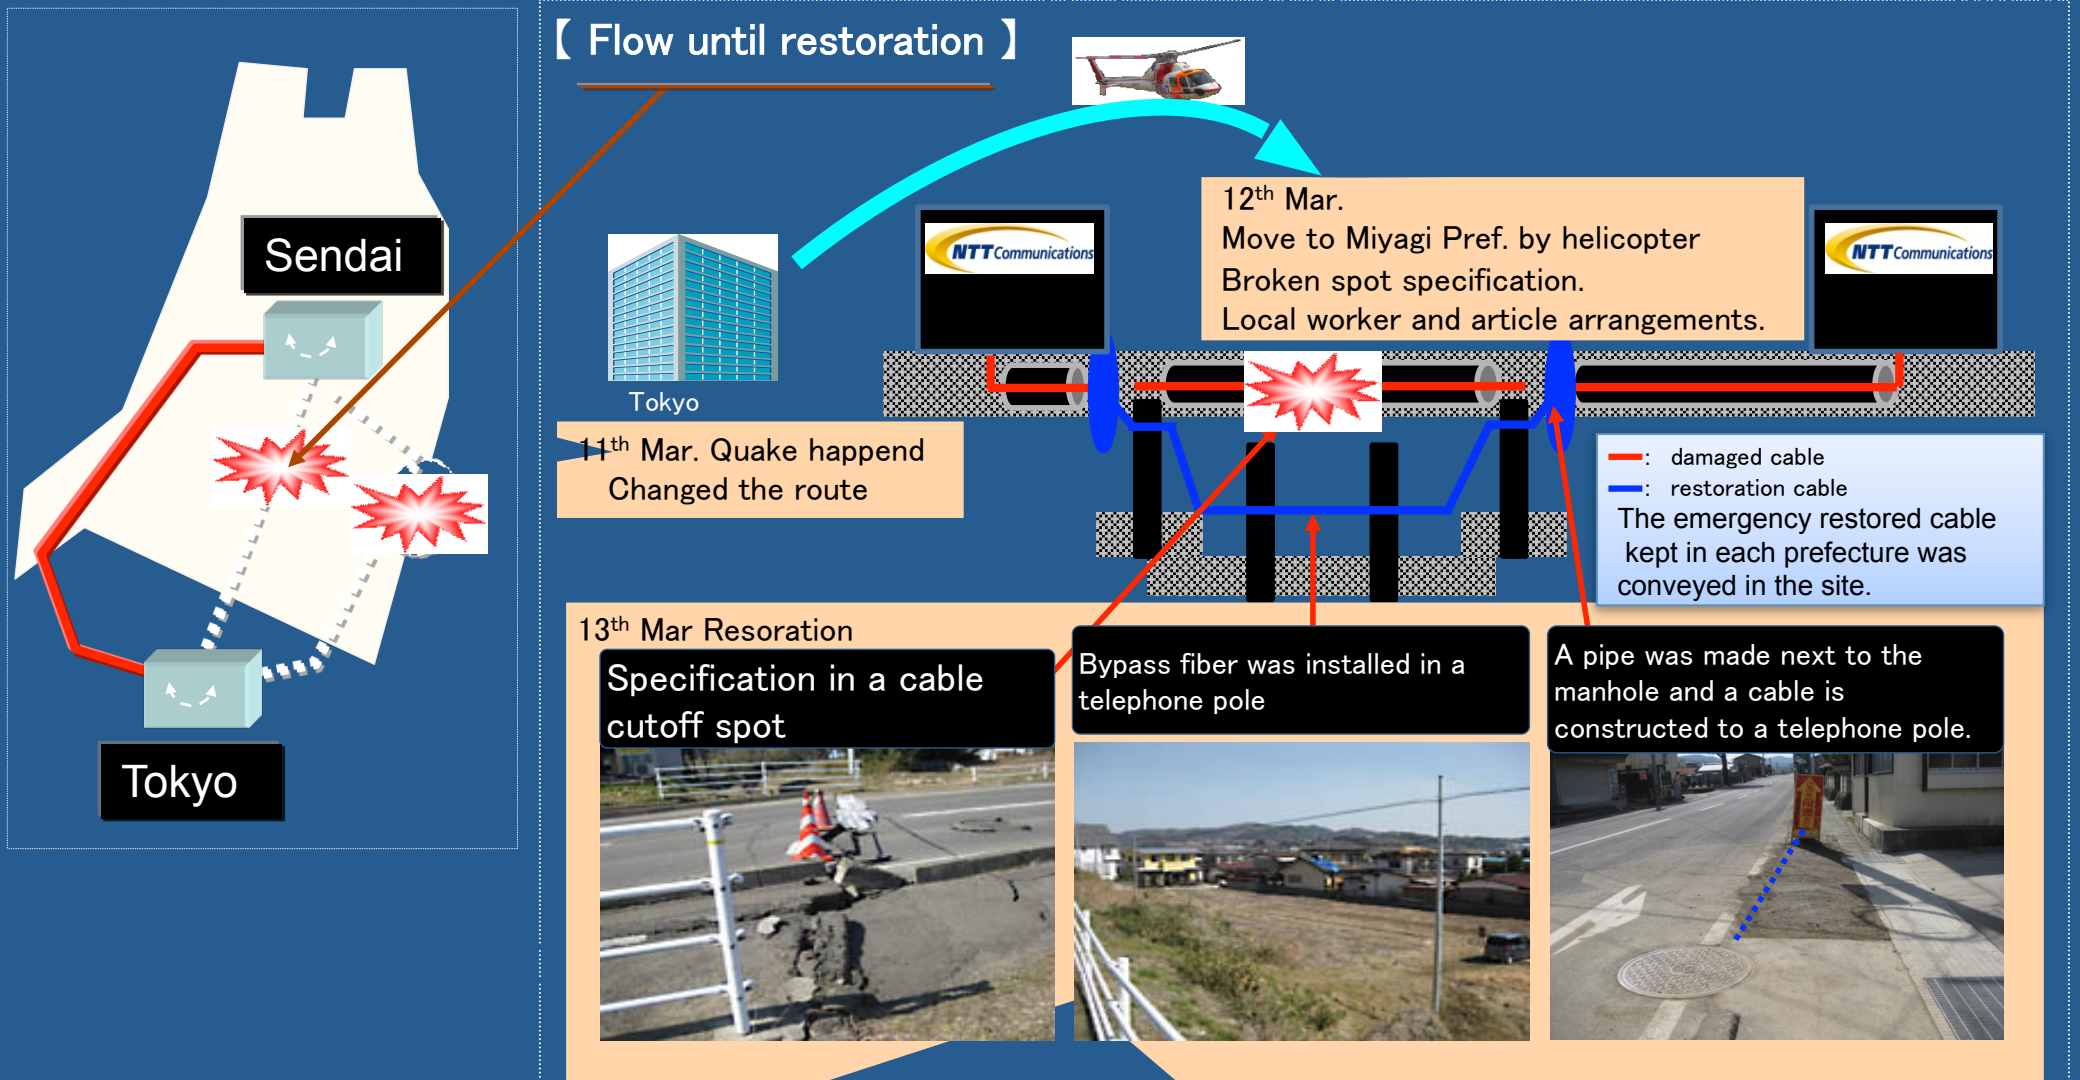 【 Flow until restoration 】
Sendai
Tokyo
Tokyo
11th Mar. Quake happend
Changed the route
NTT Communications
12th Mar.
Move to Miyagi Pref. by helicopter
Broken spot specification.
Local worker and article arrangements.
NTT Communications
: damaged cable
: restoration cable
The emergency restored cable
kept in each prefecture was
conveyed in the site.
13th Mar Resoration
Specification in a cable
cutoff spot
Bypass fiber was installed in a
telephone pole
A pipe was made next to the
manhole and a cable is
constructed to a telephone pole.